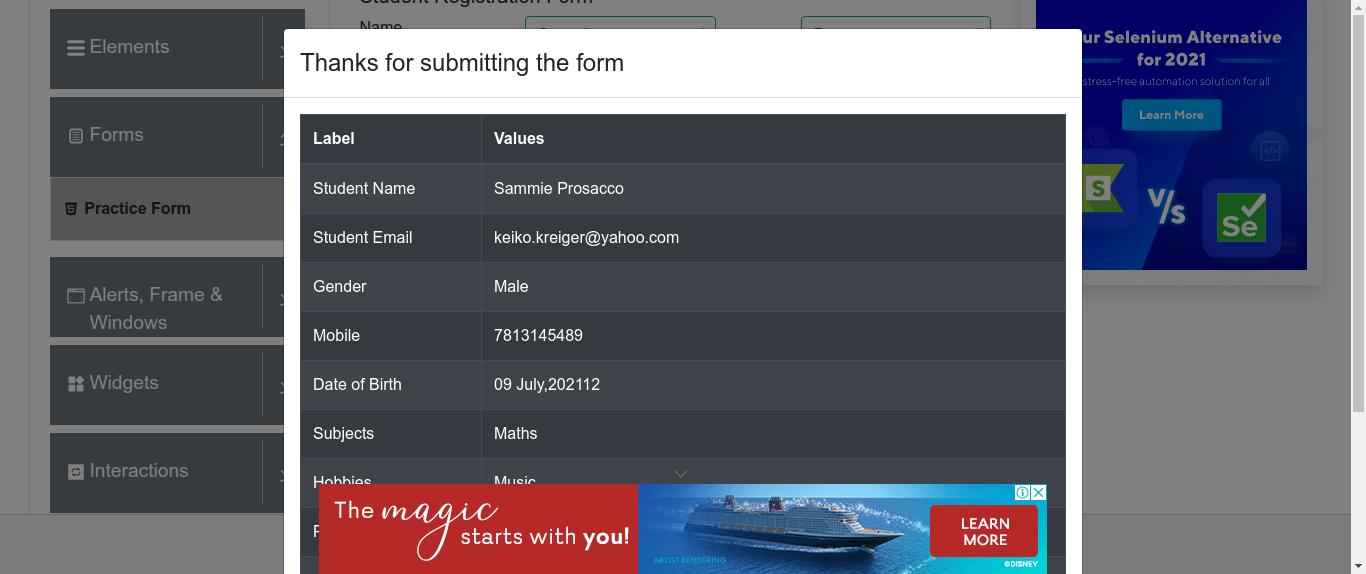 Student Registration Form
Name
Elements
Forms
Practice Form
Alerts, Frame &
Windows
Widgets
Interactions
Thanks for submitting the form
Label Values
Student Name Sammie Prosacco
Student Email keiko.kreiger@yahoo.com
Gender Male
Mobile 7813145489
Date of Birth 09 July,202112
Subjects Maths
Hobbies Music
The magic
starts with you!
ARTIST RENDERING
LEARN
MORE
©DISNEY
ur Selenium Alternative
for 2021
stress-free automation solution for all
Learn More
S
V/s
Se